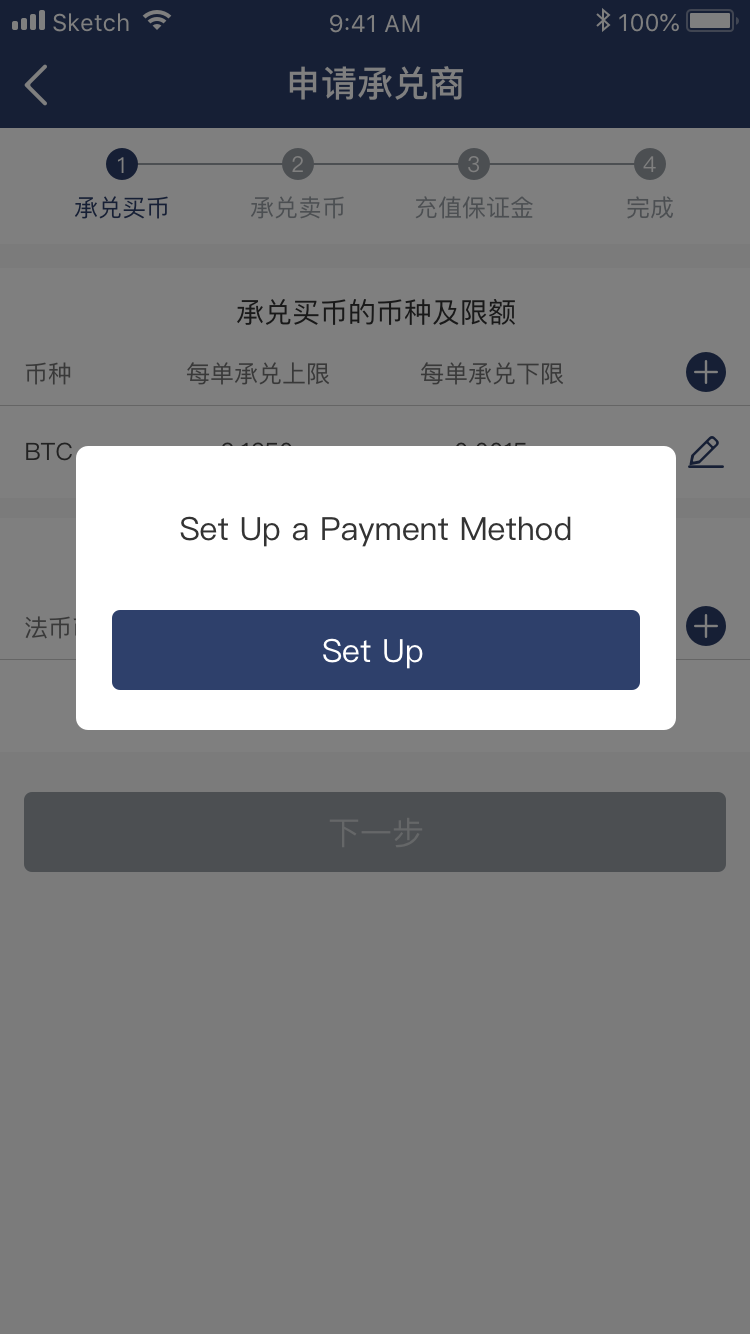 Sketch 9:41 AM 100%
申请承兑商
1 2 3 4
承兑买币 承兑卖币 充值保证金 完成
承兑买币的币种及限额
币种 每单承兑上限 每单承兑下限
BTC
Set Up a Payment Method
法币
Set Up
下一步